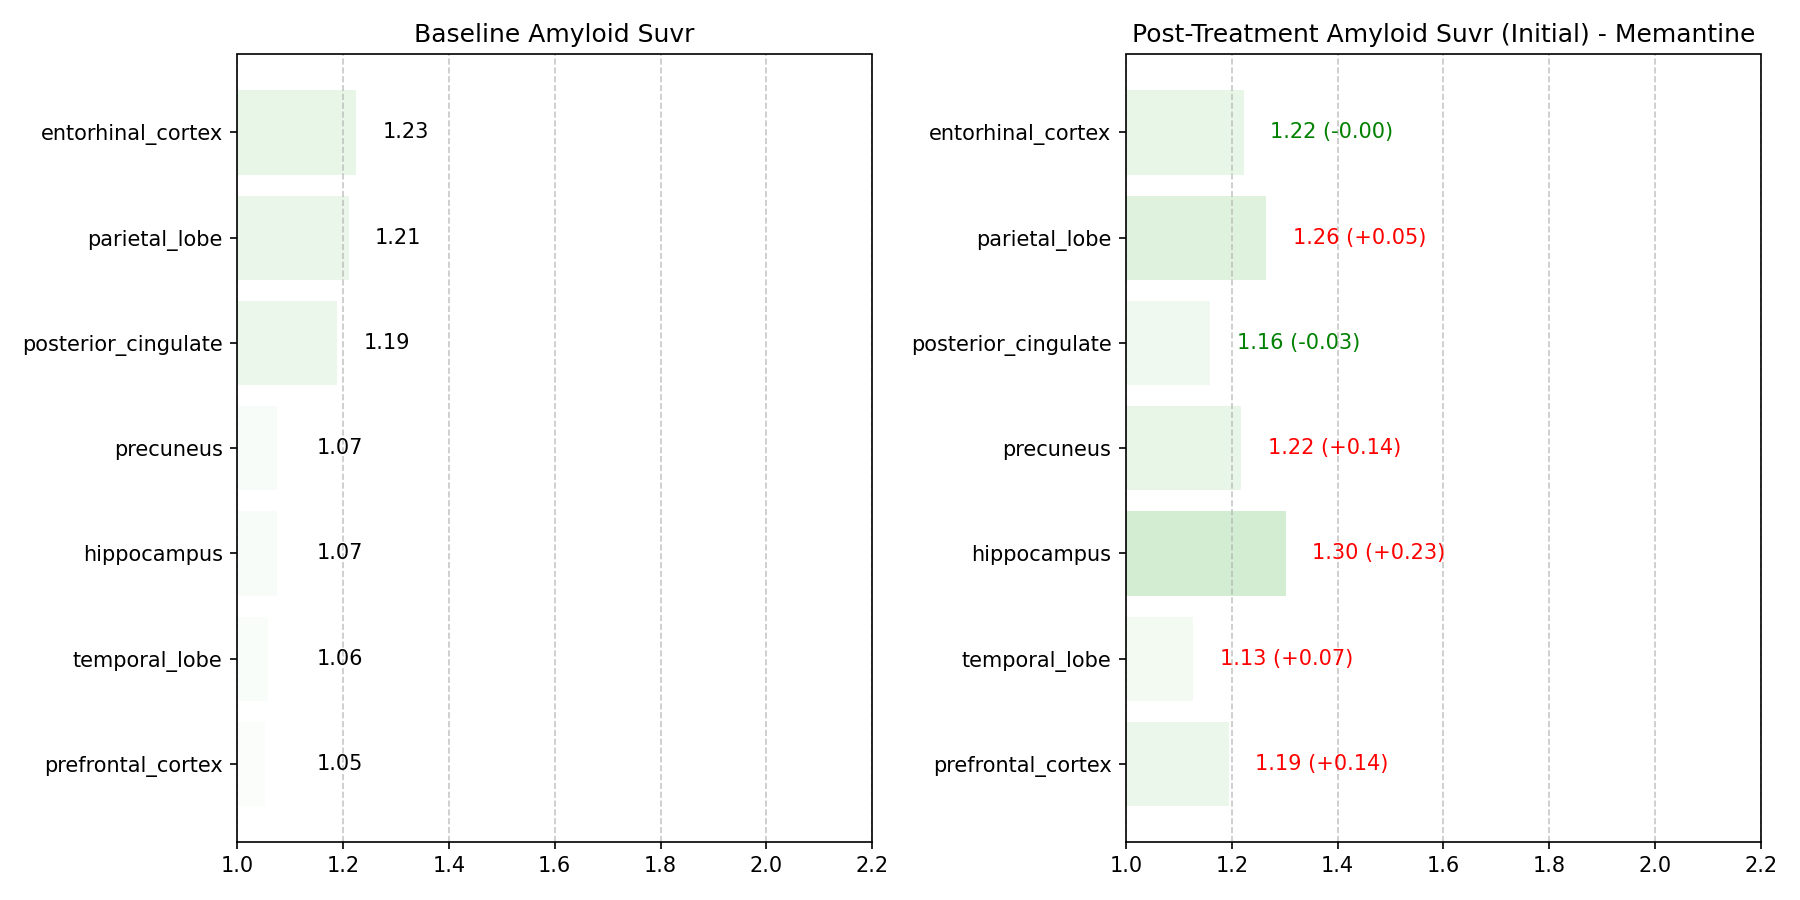 Baseline Amyloid Suvr
entorhinal_cortex 1.23
parietal_lobe 1.21
posterior_cingulate 1.19
precuneus 1.07
hippocampus 1.07
temporal_lobe 1.06
prefrontal_cortex 1.05
1.0 1.2 1.4 1.6 1.8 2.0 2.2
Post-Treatment Amyloid Suvr (Initial) - Memantine
entorhinal_cortex 1.22 (-0.00)
parietal_lobe 1.26 (+0.05)
posterior_cingulate 1.16 (-0.03)
precuneus 1.22 (+0.14)
hippocampus 1.30 (+0.23)
temporal_lobe 1.13 (+0.07)
prefrontal_cortex 1.19 (+0.14)
1.0 1.2 1.4 1.6 1.8 2.0 2.2